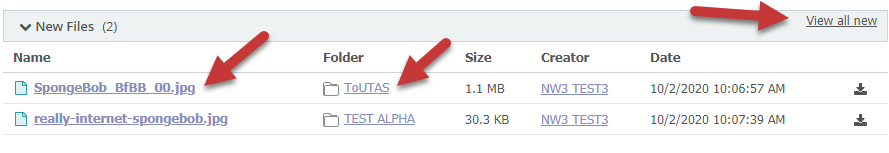 New Files (2) View all new
Name Folder Size Creator Date
SpongeBob_BfBB_00.jpg ToUTAS 1.1 MB NW3 TEST3 10/2/2020 10:06:57 AM
really-internet-spongebob.jpg TEST ALPHA 30.3 KB NW3 TEST3 10/2/2020 10:07:39 AM